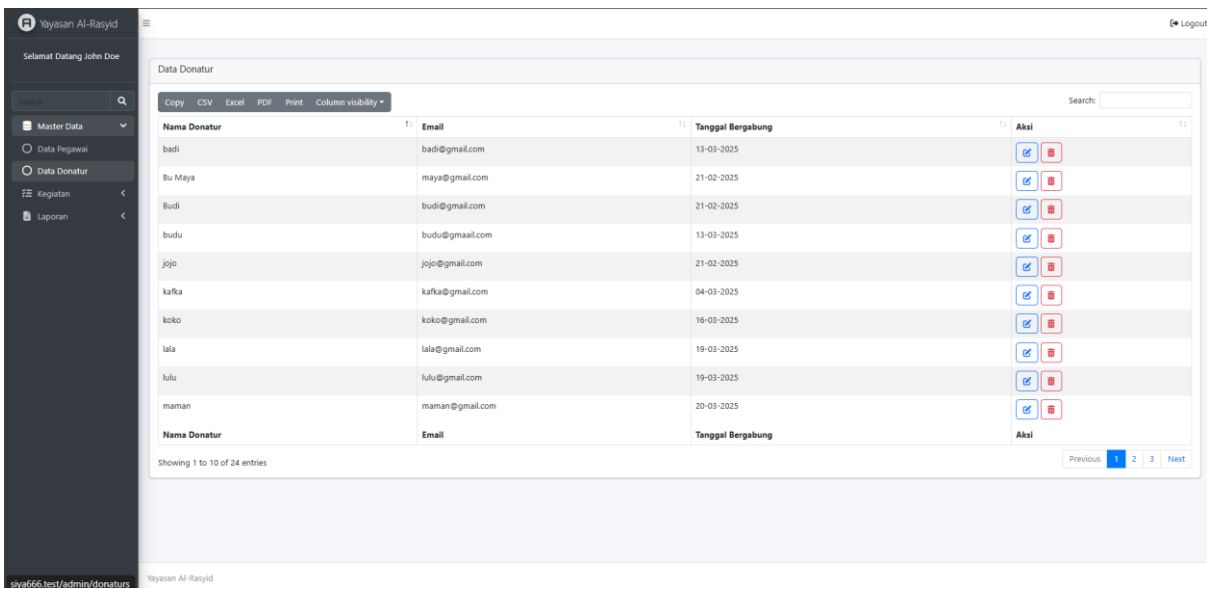 Yayasan Al-Rasyid
Logout
Selamat Datang John Doe
Data Donatur
Search
Copy CSV Excel PDF Print Column visibility
Search:
Master Data
Data Pegawai
Data Donatur
Kegiatan
Laporan
Nama Donatur Email Tanggal Bergabung Aksi
badi badi@gmail.com 13-03-2025
Bu Maya maya@gmail.com 21-02-2025
Budi budi@gmail.com 21-02-2025
budu budu@gmaail.com 13-03-2025
jojo jojo@gmail.com 21-02-2025
kafka kafka@gmail.com 04-03-2025
koko koko@gmail.com 16-03-2025
lala lala@gmail.com 19-03-2025
lulu lulu@gmail.com 19-03-2025
maman maman@gmail.com 20-03-2025
Nama Donatur Email Tanggal Bergabung Aksi
Showing 1 to 10 of 24 entries
Previous 1 2 3 Next
Yayasan Al-Rasyid
siya666.test/admin/donaturs